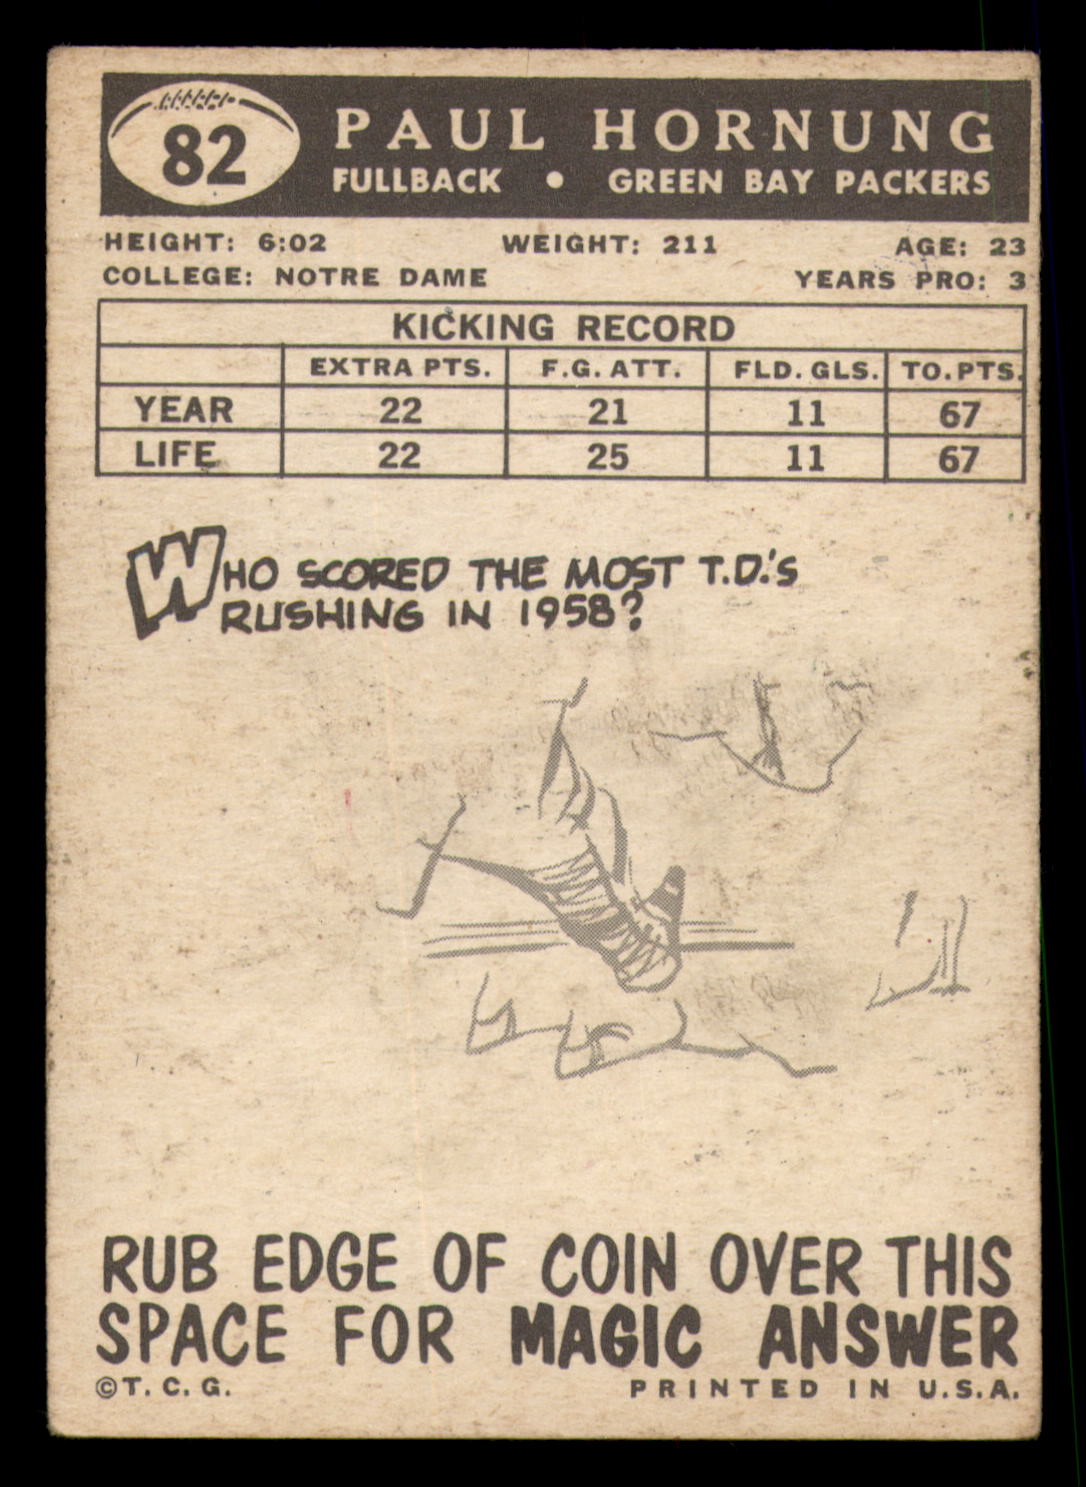 82
PAUL HORNUNG
FULLBACK • GREEN BAY PACKERS
HEIGHT: 6:02 WEIGHT: 211 AGE: 23
COLLEGE: NOTRE DAME YEARS PRO: 3
KICKING RECORD
EXTRA PTS. F.G. ATT. FLD. GLS. TO. PTS.
YEAR 22 21 11 67
LIFE 22 25 11 67
WHO SCORED THE MOST T.D.'S
RUSHING IN 1958?
RUB EDGE OF COIN OVER THIS
SPACE FOR MAGIC ANSWER
©T. C. G. PRINTED IN U.S.A.